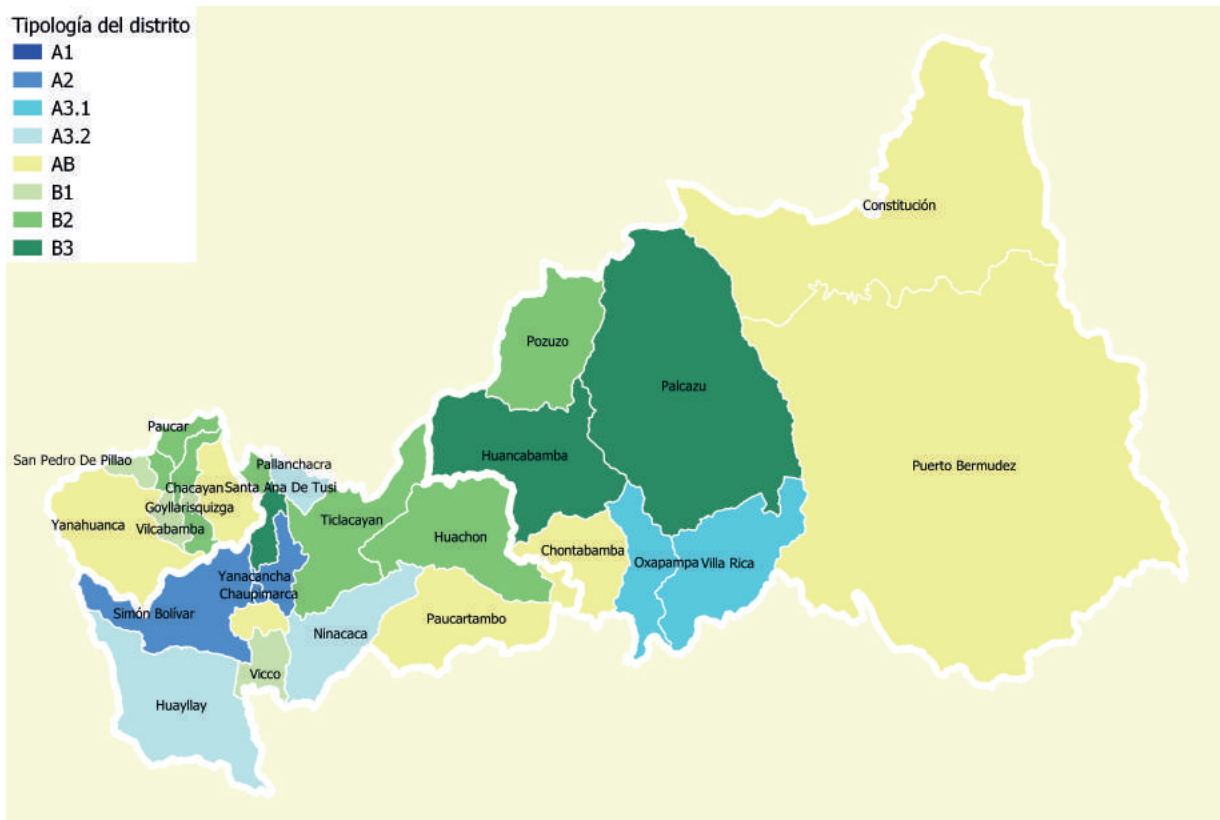 Tipología del distrito
A1
A2
A3.1
A3.2
AB
B1
B2
B3
Constitución
Pozuzo
Palcazu
Paucar
San Pedro De Pillao
Pallanchacra
Huancabamba
Puerto Bermudez
Chacayan
Santa Ana De Tusi
Goyllarisquizga
Yanahuanca
Vilcabamba
Ticlacayan
Huachon
Chontabamba
Oxapampa
Villa Rica
Yanacancha
Chaupimarca
Simón Bolívar
Paucartambo
Ninacaca
Vicco
Huayllay